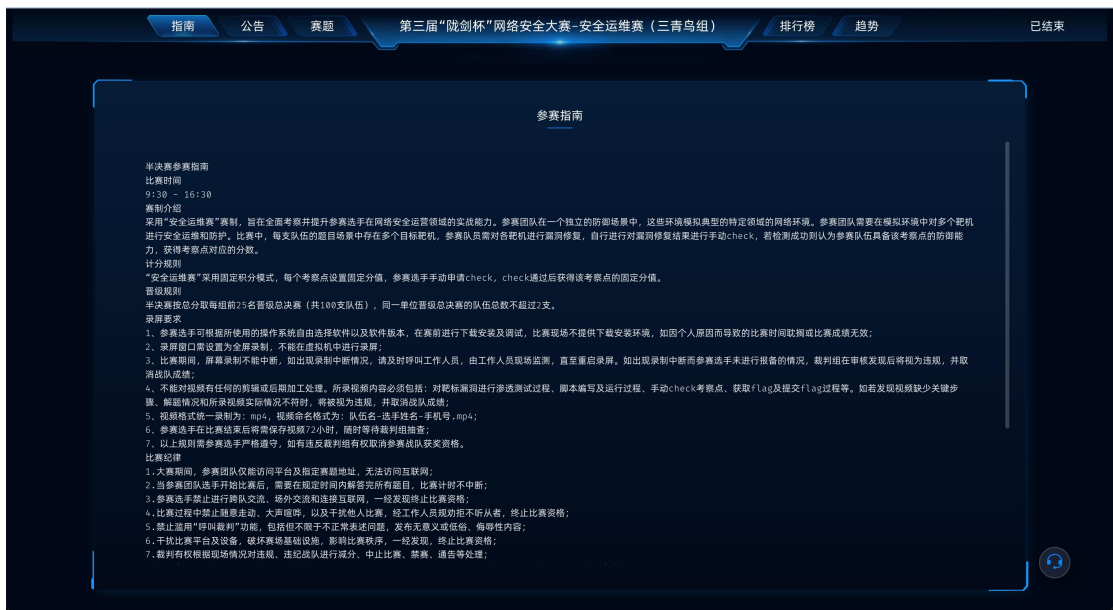 指南
公告
赛题
第三届“陇剑杯”网络安全大赛-安全运维赛（三青鸟组）
排行榜
趋势
已结束
参赛指南
半决赛参赛指南
比赛时间
9:30 - 16:30
赛制介绍
采用“安全运维赛”赛制，旨在全面考察并提升参赛选手在网络安全运营领域的实战能力。参赛团队在一个独立的防御场景中，这些环境模拟典型的特定领域的网络环境。参赛团队需要在模拟环境中对多个靶机
进行安全运维和防护。比赛中，每支队伍的题目场景中存在多个目标靶机，参赛队员需对各靶机进行漏洞修复，自行进行对漏洞修复结果进行手动check，若检测成功则认为参赛队伍具备该考察点的防御能
力，获得考察点对应的分数。
计分规则
“安全运维赛”采用固定积分模式，每个考察点设置固定分值，参赛选手手动申请check，check通过后获得该考察点的固定分值。
晋级规则
半决赛按总分取每组前25名晋级总决赛（共100支队伍），同一单位晋级总决赛的队伍总数不超过2支。
录屏要求
1、参赛选手可根据所使用的操作系统自由选择软件以及软件版本，在赛前进行下载安装及调试，比赛现场不提供下载安装环境，如因个人原因而导致的比赛时间耽搁或比赛成绩无效；
2、录屏窗口需设置为全屏录制，不能在虚拟机中进行录屏；
3、比赛期间，屏幕录制不能中断，如出现录制中断情况，请及时呼叫工作人员，由工作人员现场监测，直至重启录屏。如出现录制中断而参赛选手未进行报备的情况，裁判组在审核发现后将视为违规，并取
消战队成绩；
4、不能对视频有任何的剪辑或后期加工处理。所录视频内容必须包括：对靶标漏洞进行渗透测试过程、脚本编写及运行过程、手动check考察点、获取flag及提交flag过程等。如若发现视频缺少关键步
骤、解题情况和所录视频实际情况不符时，将被视为违规，并取消战队成绩；
5、视频格式统一录制为：mp4，视频命名格式为：队伍名-选手姓名-手机号.mp4；
6、参赛选手在比赛结束后将需保存视频72小时，随时等待裁判组抽查；
7、以上规则需参赛选手严格遵守，如有违反裁判组有权取消参赛战队获奖资格。
比赛纪律
1.大赛期间，参赛团队仅能访问平台及指定赛题地址，无法访问互联网；
2.当参赛团队选手开始比赛后，需要在规定时间内解答完所有题目，比赛计时不中断；
3.参赛选手禁止进行跨队交流、场外交流和连接互联网，一经发现终止比赛资格；
4.比赛过程中禁止随意走动、大声喧哗，以及干扰他人比赛，经工作人员规劝拒不听从者，终止比赛资格；
5.禁止滥用“呼叫裁判”功能，包括但不限于不正常表述问题，发布无意义或低俗、侮辱性内容；
6.干扰比赛平台及设备，破坏赛场基础设施，影响比赛秩序，一经发现，终止比赛资格；
7.裁判有权根据现场情况对违规、违纪战队进行减分、中止比赛、禁赛、通告等处理；